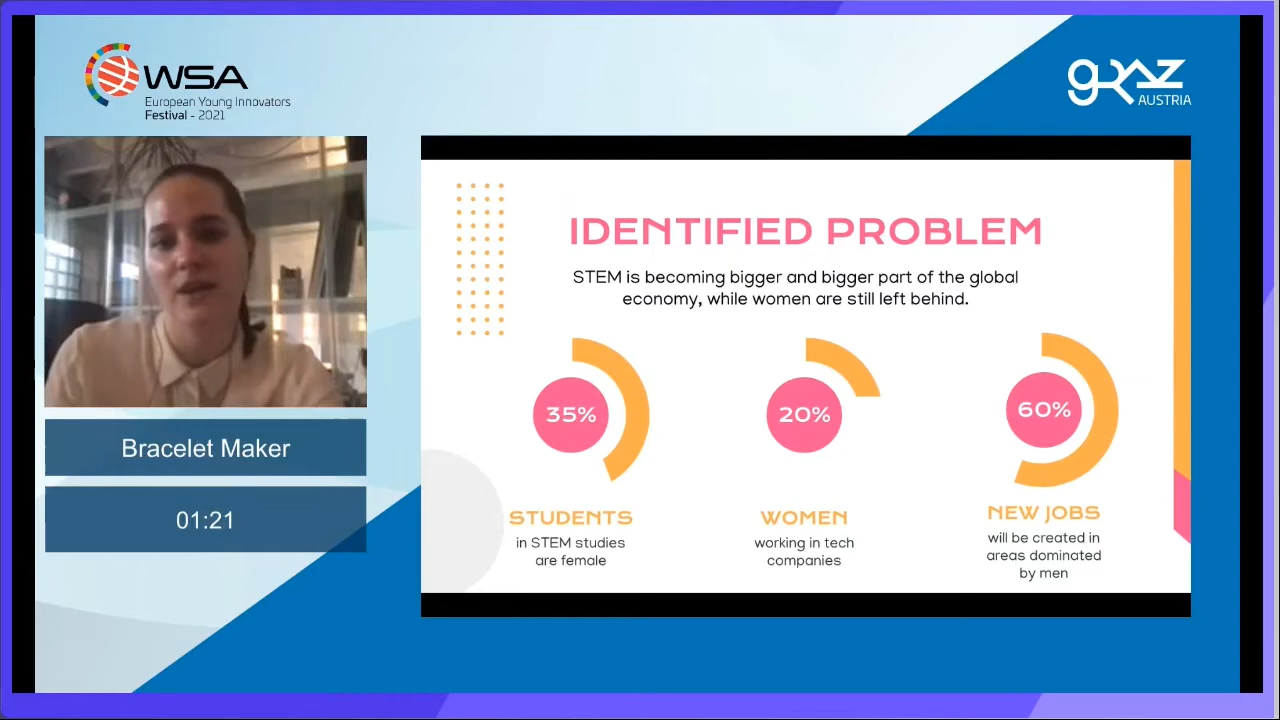 WSA
European Young Innovators
Festival - 2021
GRAZ
AUSTRIA
Bracelet Maker
01:21
IDENTIFIED PROBLEM
STEM is becoming bigger and bigger part of the global
economy, while women are still left behind.
35%
20%
60%
STUDENTS
in STEM studies
are female
WOMEN
working in tech
companies
NEW JOBS
will be created in
areas dominated
by men